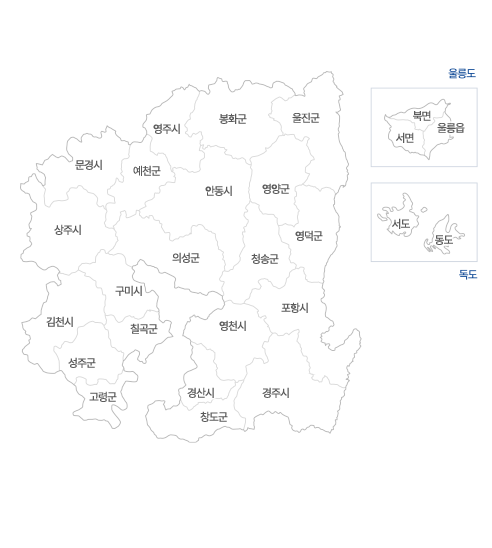 울릉도
봉화군
울진군
북면
영주시
울릉읍
서면
문경시
예천군
안동시
영양군
상주시
서도
영덕군
동도
의성군
청송군
독도
구미시
포항시
김천시
칠곡군
영천시
성주군
고령군
경산시
경주시
창도군